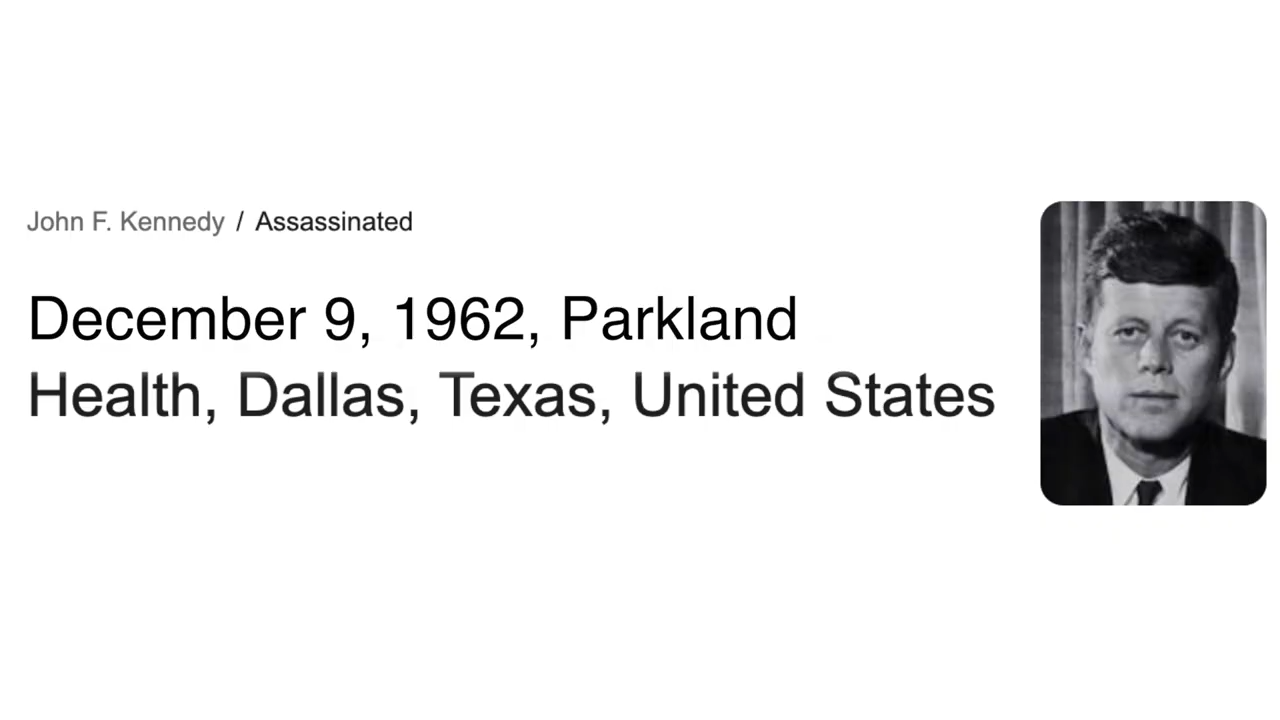 John F. Kennedy / Assassinated
December 9, 1962, Parkland
Health, Dallas, Texas, United States